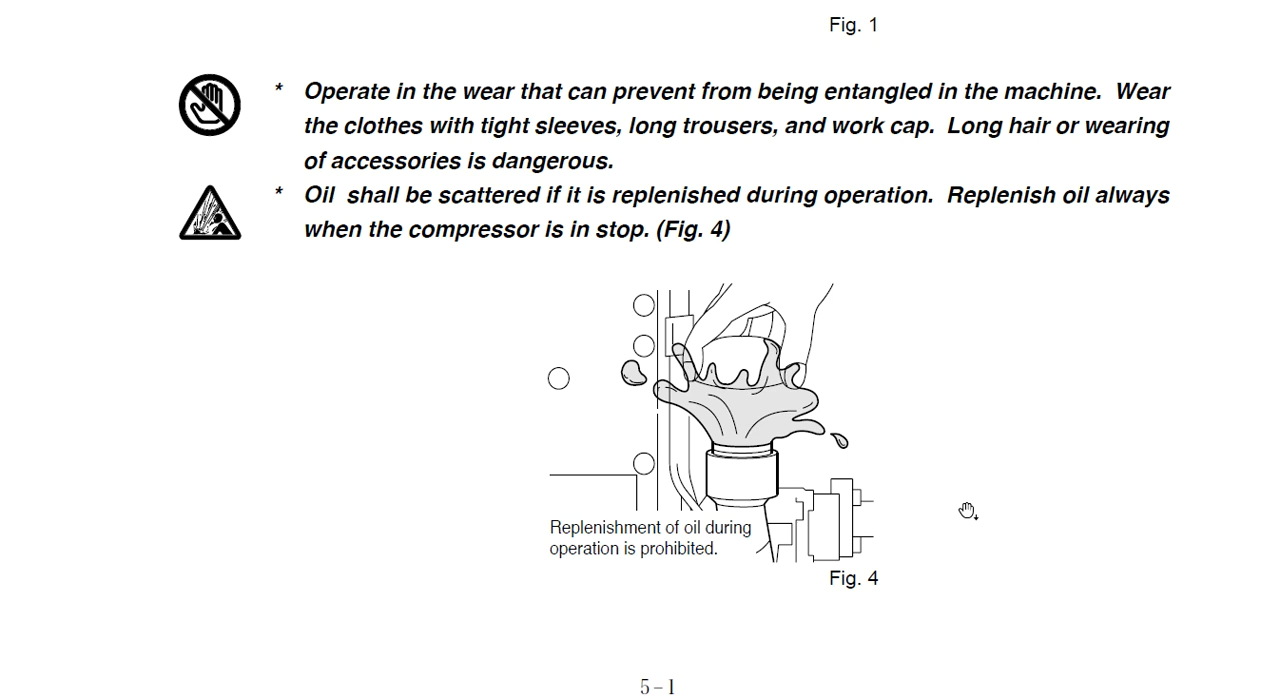 Fig. 1
* Operate in the wear that can prevent from being entangled in the machine. Wear
the clothes with tight sleeves, long trousers, and work cap. Long hair or wearing
of accessories is dangerous.
* Oil shall be scattered if it is replenished during operation. Replenish oil always
when the compressor is in stop. (Fig. 4)
Replenishment of oil during
operation is prohibited.
Fig. 4
5-1